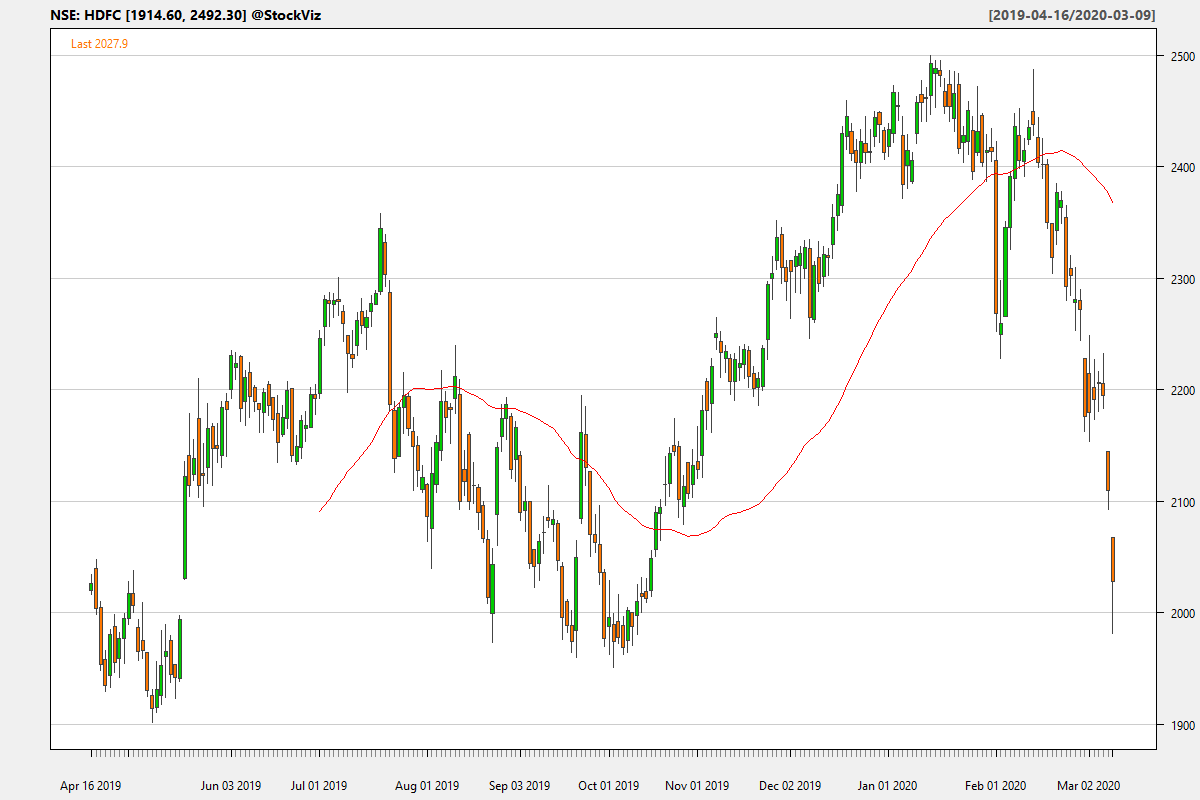 NSE: HDFC [1914.60, 2492.30] @StockViz [2019-04-16/2020-03-09]
Last 2027.9
2500
2400
2300
2200
2100
2000
1900
Apr 16 2019 Jun 03 2019 Jul 01 2019 Aug 01 2019 Sep 03 2019 Oct 01 2019 Nov 01 2019 Dec 02 2019 Jan 01 2020 Feb 01 2020 Mar 02 2020